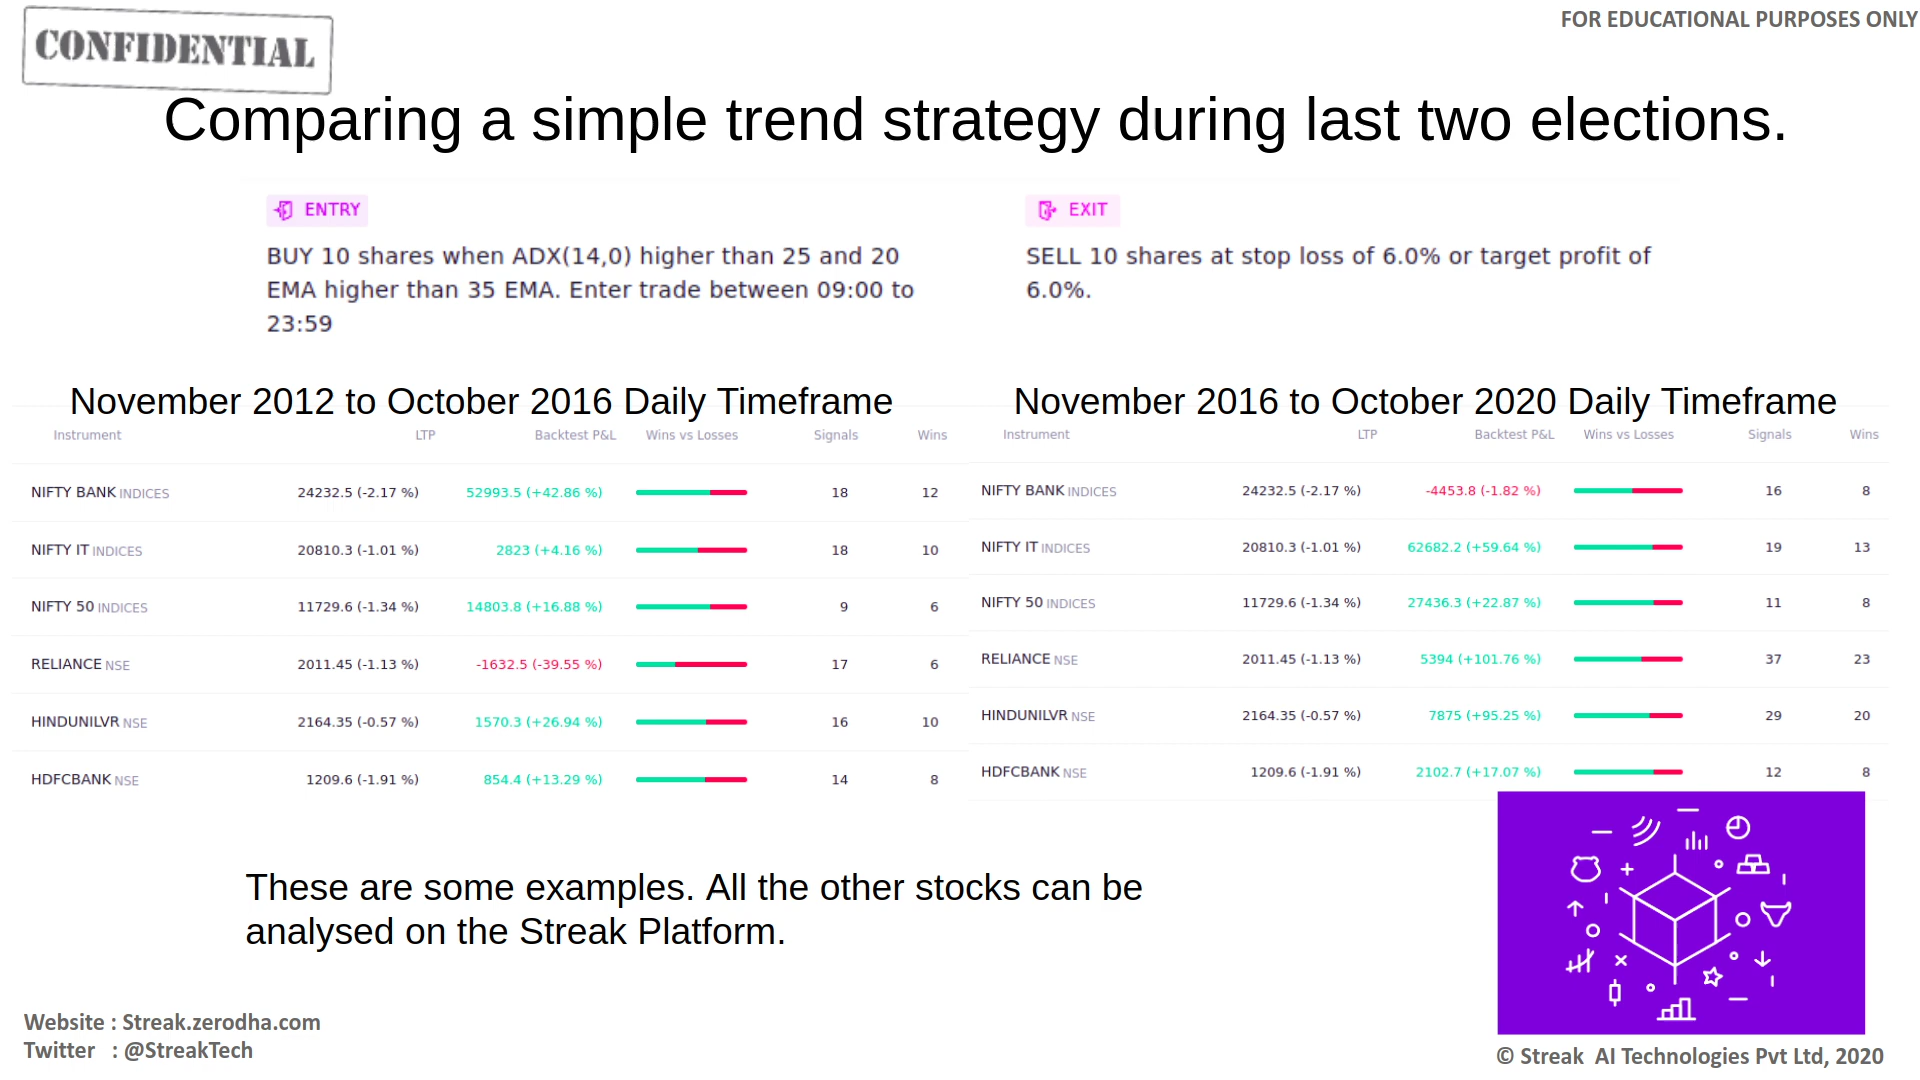 CONFIDENTIAL
FOR EDUCATIONAL PURPOSES ONLY
Comparing a simple trend strategy during last two elections.
ENTRY
BUY 10 shares when ADX(14,0) higher than 25 and 20
EMA higher than 35 EMA. Enter trade between 09:00 to
23:59
EXIT
SELL 10 shares at stop loss of 6.0% or target profit of
6.0%.
November 2012 to October 2016 Daily Timeframe
Instrument LTP Backtest P&L Wins vs Losses Signals Wins
NIFTY BANK INDICES 24232.5 (-2.17 %) 52993.5 (+42.86 %) 18 12
NIFTY IT INDICES 20810.3 (-1.01 %) 2823 (+4.16 %) 18 10
NIFTY 50 INDICES 11729.6 (-1.34 %) 14803.8 (+16.88 %) 9 6
RELIANCE NSE 2011.45 (-1.13 %) -1632.5 (-39.55 %) 17 6
HINDUNILVR NSE 2164.35 (-0.57 %) 1570.3 (+26.94 %) 16 10
HDFCBANK NSE 1209.6 (-1.91 %) 854.4 (+13.29 %) 14 8
November 2016 to October 2020 Daily Timeframe
Instrument LTP Backtest P&L Wins vs Losses Signals Wins
NIFTY BANK INDICES 24232.5 (-2.17 %) -4453.8 (-1.82 %) 16 8
NIFTY IT INDICES 20810.3 (-1.01 %) 62682.2 (+59.64 %) 19 13
NIFTY 50 INDICES 11729.6 (-1.34 %) 27436.3 (+22.87 %) 11 8
RELIANCE NSE 2011.45 (-1.13 %) 5394 (+101.76 %) 37 23
HINDUNILVR NSE 2164.35 (-0.57 %) 7875 (+95.25 %) 29 20
HDFCBANK NSE 1209.6 (-1.91 %) 2102.7 (+17.07 %) 12 8
These are some examples. All the other stocks can be
analysed on the Streak Platform.
Website : Streak.zerodha.com
Twitter : @StreakTech
© Streak AI Technologies Pvt Ltd, 2020